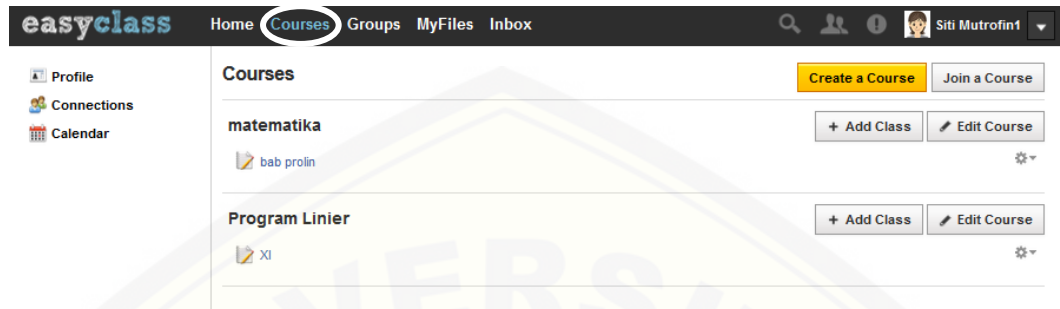 easyclass Home Courses Groups MyFiles Inbox Siti Mutrofin1
Profile
Connections
Calendar
Courses
Create a Course Join a Course
matematika
+ Add Class Edit Course
bab prolin
Program Linier
+ Add Class Edit Course
XI
VERSI